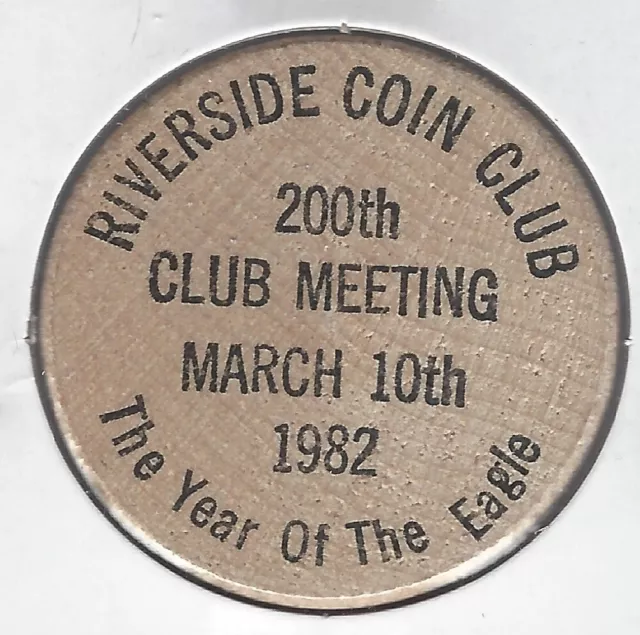 RIVERSIDE COIN CLUB
200th
CLUB MEETING
MARCH 10th
1982
The Year Of The Eagle